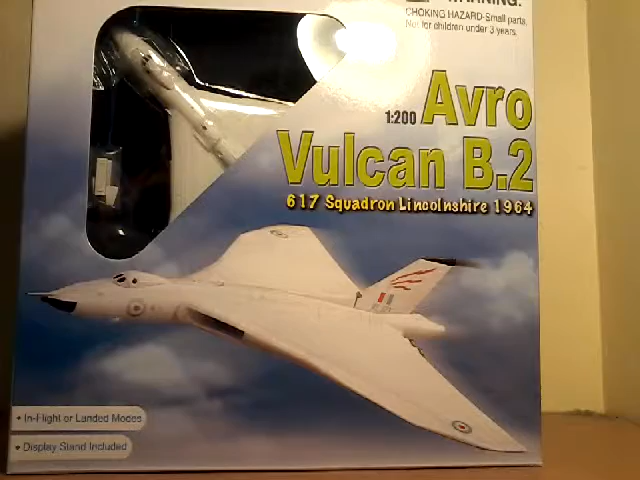 WARNING:
CHOKING HAZARD-Small parts,
Not for children under 3 years.
1:200 Avro
Vulcan B.2
617 Squadron Lincolnshire 1964
• In-Flight or Landed Modes
• Display Stand Included